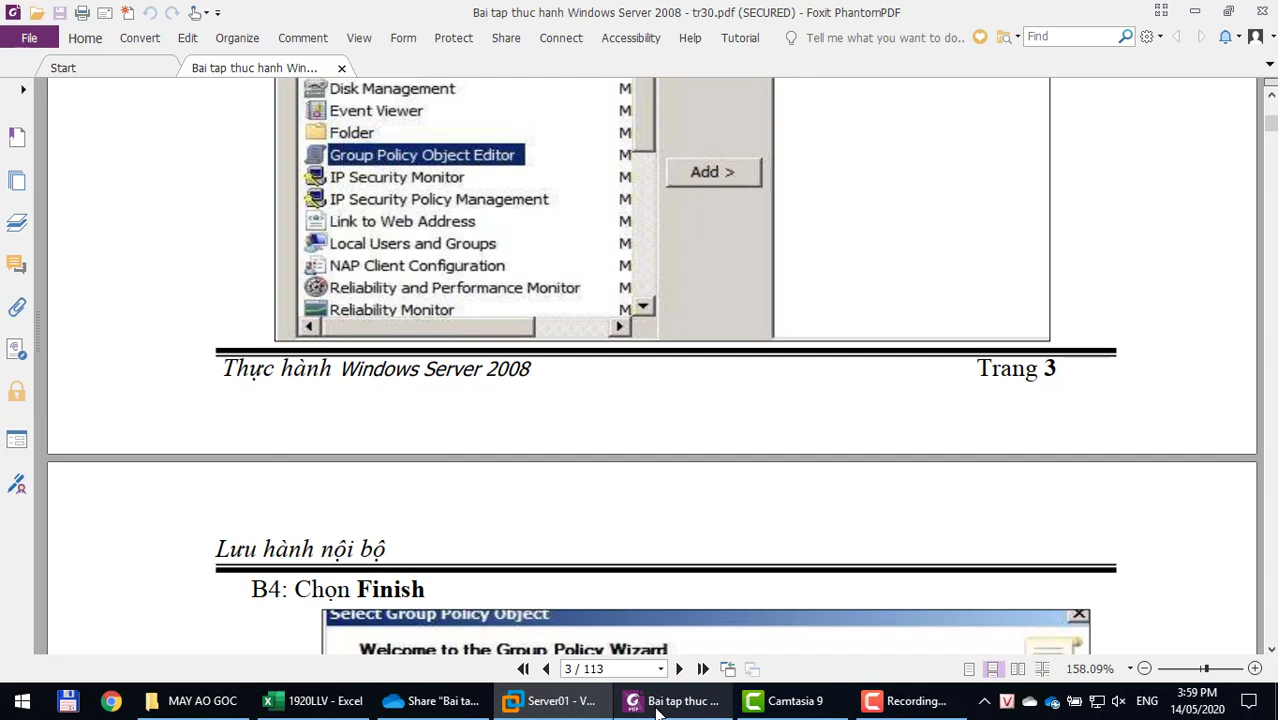 Bai tap thuc hanh Windows Server 2008 - tr3t.pdf (SECURED) - Foxit PhantomPDF
File Home Convert Edit Organize Comment View Form Protect Share Connect Accessibility Help Tutorial Tell me what you want to do.. Find
Start Bai tap thuc hanh Win...
Disk Management M
Event Viewer M
Folder M
Group Policy Object Editor M
IP Security Monitor M
Add >
IP Security Policy Management M
Link to Web Address M
Local Users and Groups M
NAP Client Configuration M
Reliability and Performance Monitor M
Reliability Monitor M
Thực hành Windows Server 2008 Trang 3
Lưu hành nội bộ
B4: Chọn Finish
Select Group Policy Object
Welcome to the Group Policy Wizard
3 / 113 158.09%
MAY AO GOC 1920LLV - Excel Share "Bai ta... Server01 - V... Bai tap thuc ... Camtasia 9 Recording... ENG 3:59 PM
14/05/2020